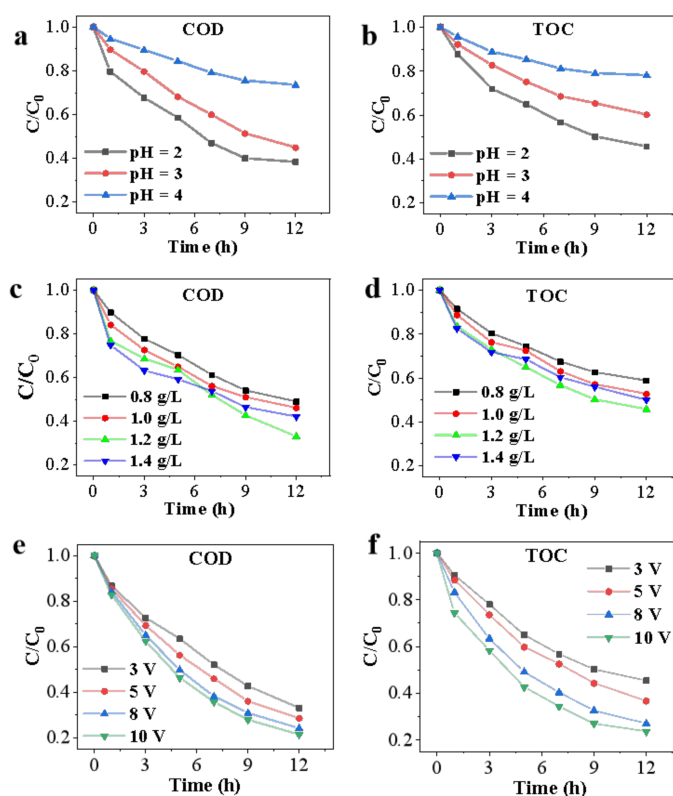 a
COD
C/C0
1.0
0.8
0.6
0.4
0.2
pH = 2
pH = 3
pH = 4
0 3 6 9 12
Time (h)
b
TOC
C/C0
1.0
0.8
0.6
0.4
0.2
pH = 2
pH = 3
pH = 4
0 3 6 9 12
Time (h)
c
COD
C/C0
1.0
0.8
0.6
0.4
0.2
0.8 g/L
1.0 g/L
1.2 g/L
1.4 g/L
0 3 6 9 12
Time (h)
d
TOC
C/C0
1.0
0.8
0.6
0.4
0.2
0.8 g/L
1.0 g/L
1.2 g/L
1.4 g/L
0 3 6 9 12
Time (h)
e
COD
C/C0
1.0
0.8
0.6
0.4
0.2
3 V
5 V
8 V
10 V
0 3 6 9 12
Time (h)
f
TOC
C/C0
1.0
0.8
0.6
0.4
0.2
3 V
5 V
8 V
10 V
0 3 6 9 12
Time (h)